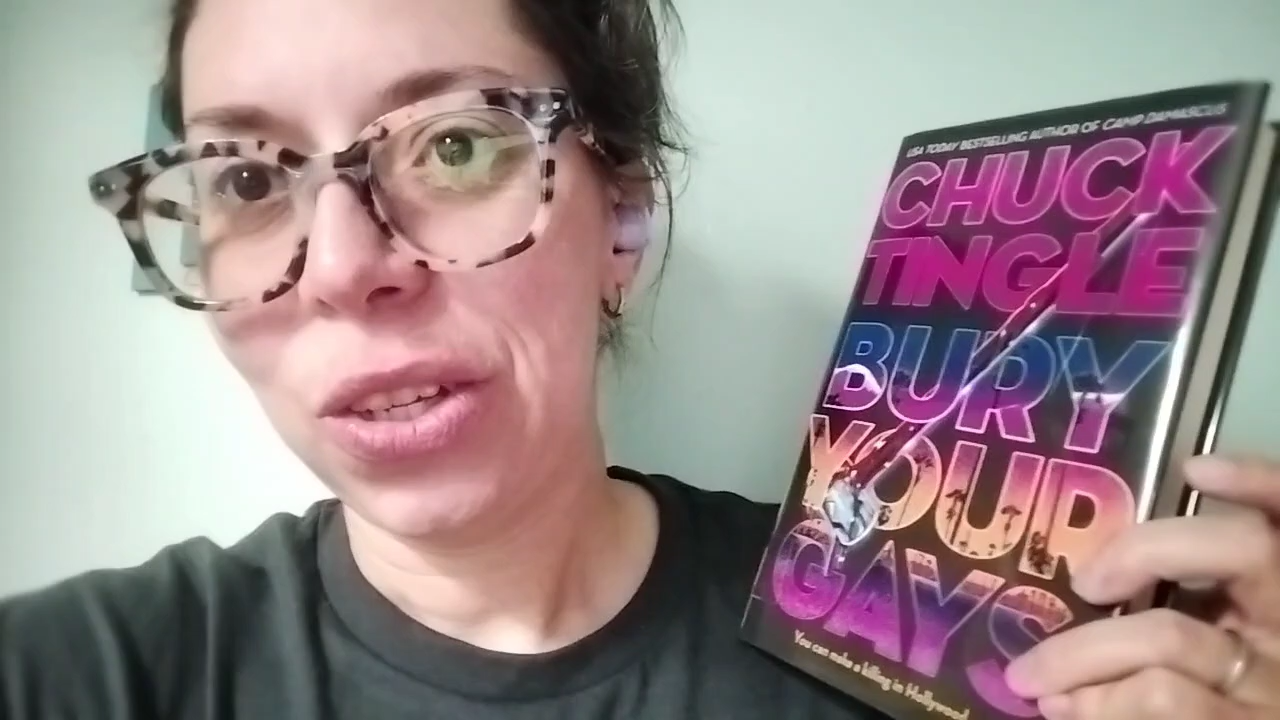 USA TODAY BESTSELLING AUTHOR OF CAMP DAMASCUS
CHUCK
TINGLE
BURY
YOUR
GAYS
You can make a killing in Hollywood